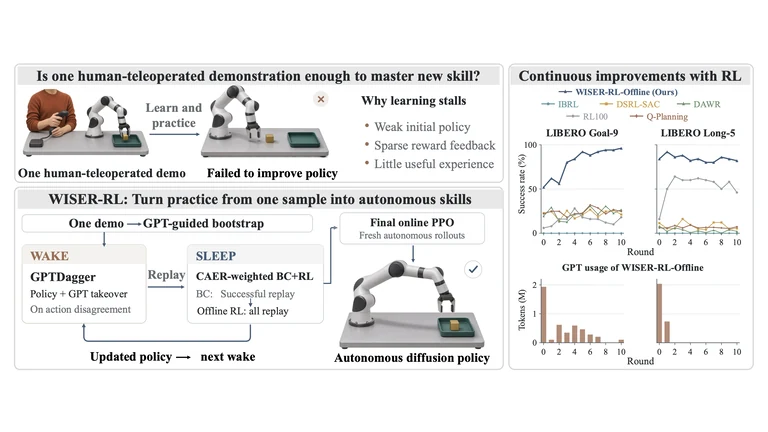 Is one human-teleoperated demonstration enough to master new skill?
Learn and
practice
One human-teleoperated demo
Failed to improve policy
Why learning stalls
• Weak initial policy
• Sparse reward feedback
• Little useful experience
WISER-RL: Turn practice from one sample into autonomous skills
One demo → GPT-guided bootstrap
WAKE
GPTDagger
Policy + GPT takeover
On action disagreement
Replay
SLEEP
CAER-weighted BC+RL
BC: Successful replay
Offline RL: all replay
Updated policy → next wake
Final online PPO
Fresh autonomous rollouts
Autonomous diffusion policy
Continuous improvements with RL
WISER-RL-Offline (Ours)
IBRL DSRL-SAC DAWR
RL100 Q-Planning
LIBERO Goal-9 LIBERO Long-5
Success rate (%)
100
50
0
0 2 4 6 8 10 0 2 4 6 8 10
Round
GPT usage of WISER-RL-Offline
Tokens (M)
2
1
0
0 2 4 6 8 10 0 2 4 6 8 10
Round